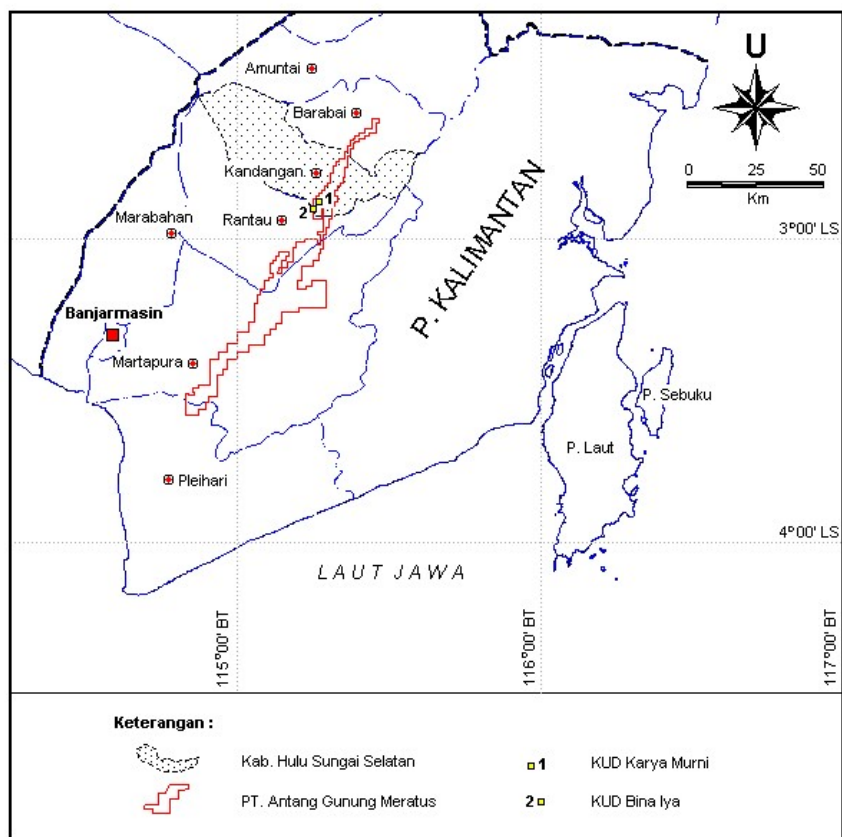 U
Amuntai
Barabai
Kandangan.
0 25 50
Km
1
2
Marabahan
Rantau
3°00' LS
P. KALIMANTAN
Banjarmasin
Martapura
P. Sebuku
P. Laut
Pleihari
4°00' LS
LAUT JAWA
115°00' BT
116°00' BT
117°00' BT
Keterangan :
Kab. Hulu Sungai Selatan
1 KUD Karya Murni
PT. Antang Gunung Meratus
2 KUD Bina Iya